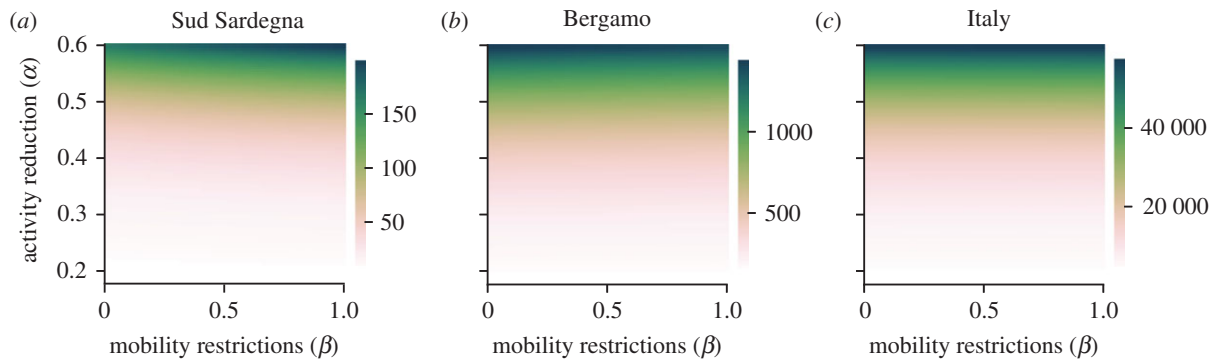 (a) Sud Sardegna
(b) Bergamo
(c) Italy
activity reduction (α)
0.6
0.5
0.4
0.3
0.2
0 0.5 1.0
mobility restrictions (β)
150
100
50
0 0.5 1.0
mobility restrictions (β)
1000
500
0 0.5 1.0
mobility restrictions (β)
40 000
20 000